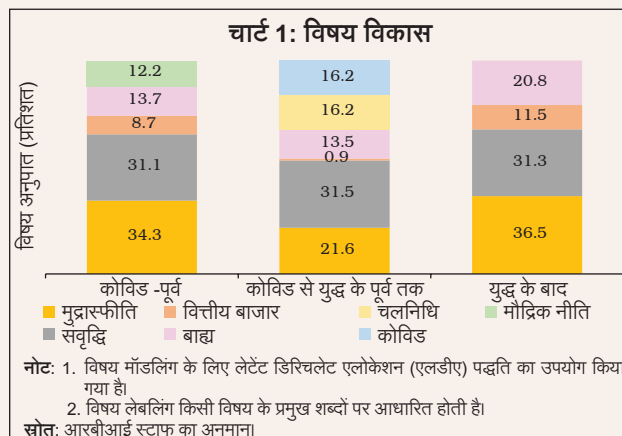 चार्ट 1: विषय विकास
विषय अनुपात (प्रतिशत)
12.2
13.7
8.7
31.1
34.3
16.2
16.2
13.5
0.9
31.5
21.6
20.8
11.5
31.3
36.5
कोविड -पूर्व कोविड से युद्ध के पूर्व तक युद्ध के बाद
मुद्रास्फीति वित्तीय बाजार चलनिधि मौद्रिक नीति
संवृद्धि बाह्य कोविड
नोट: 1. विषय मॉडलिंग के लिए लेटेंट डिरिचलेट एलोकेशन (एलडीए) पद्धति का उपयोग किया
गया है।
2. विषय लेबलिंग किसी विषय के प्रमुख शब्दों पर आधारित होती है।
स्रोत: आरबीआई स्टाफ का अनुमान।